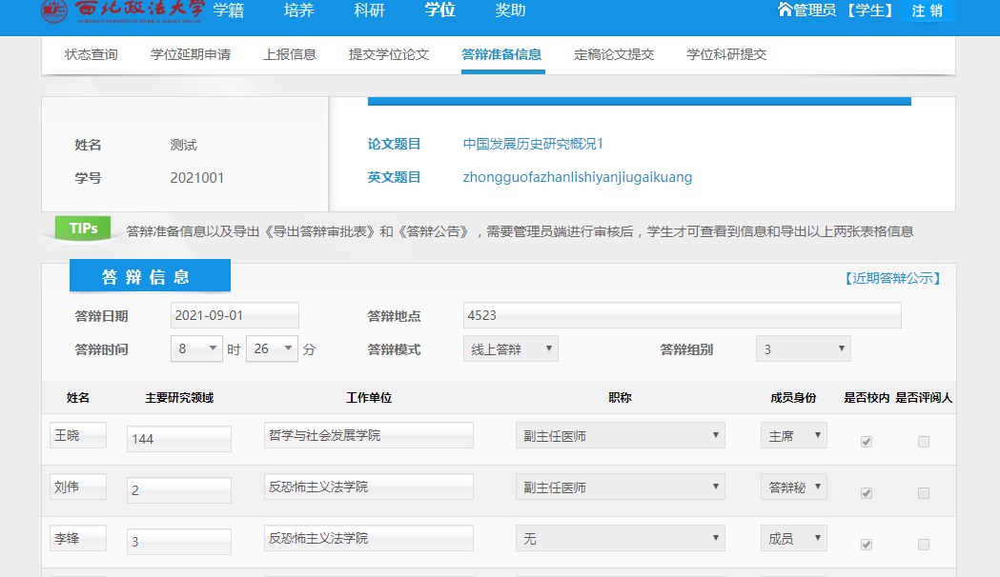 西北政法大学 学籍 培养 科研 学位 奖助 管理员 【学生】 注 销
状态查询 学位延期申请 上报信息 提交学位论文 答辩准备信息 定稿论文提交 学位科研提交
姓名 测试 论文题目 中国发展历史研究概况1
学号 2021001 英文题目 zhongguofazhanlishiyanjiugaikuang
TIPs 答辩准备信息以及导出《导出答辩审批表》和《答辩公告》，需要管理员端进行审核后，学生才可查看到信息和导出以上两张表格信息
答 辩 信 息 【近期答辩公示】
答辩日期 2021-09-01 答辩地点 4523
答辩时间 8 时 26 分 答辩模式 线上答辩 答辩组别 3
姓名 主要研究领域 工作单位 职称 成员身份 是否校内 是否评阅人
王晓 144 哲学与社会发展学院 副主任医师 主席
刘伟 2 反恐怖主义法学院 副主任医师 答辩秘
李锋 3 反恐怖主义法学院 无 成员